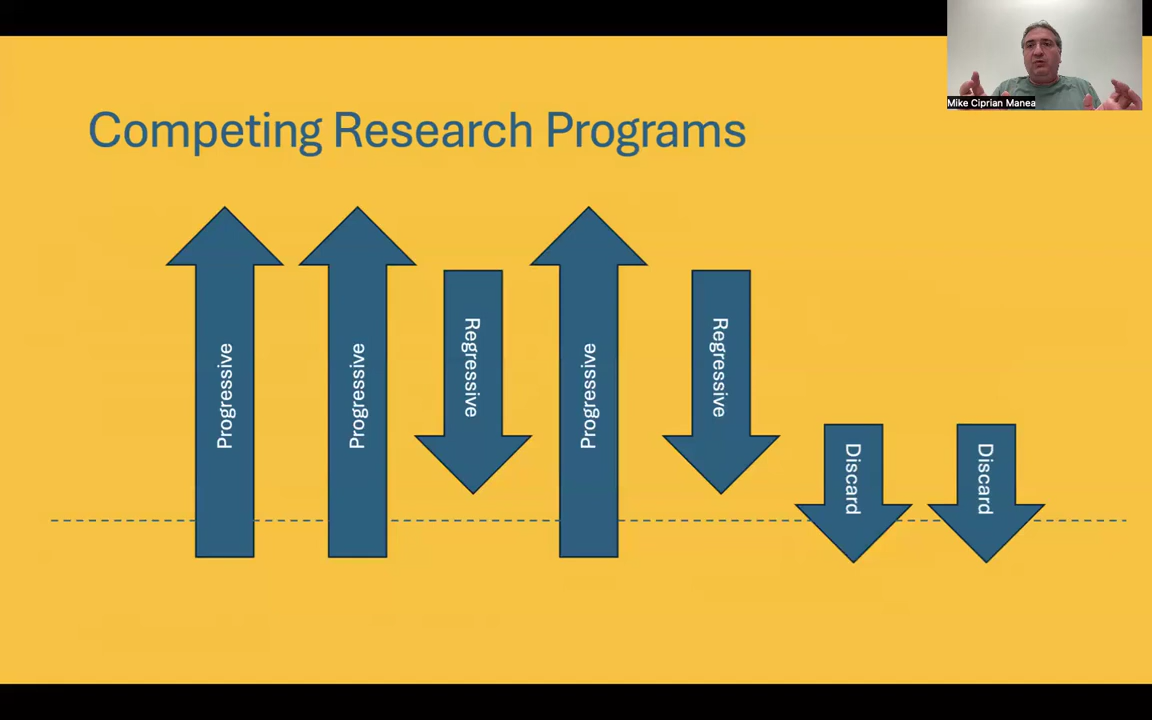 Mike Ciprian Manea
Competing Research Programs
Progressive
Progressive
Regressive
Progressive
Regressive
Discard
Discard